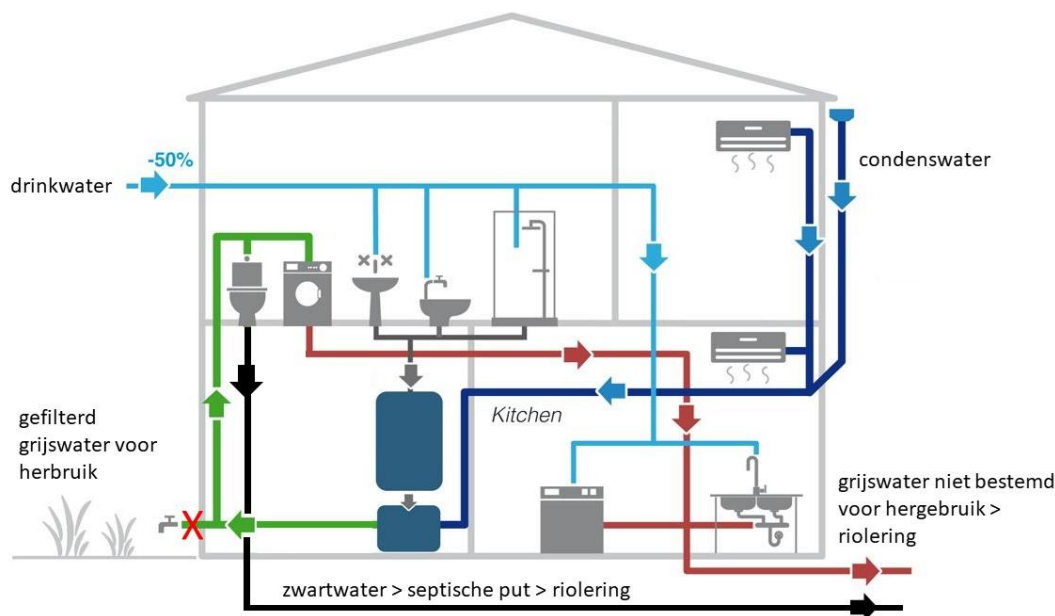 -50%
drinkwater
condenswater
Kitchen
gefilterd
grijswater voor
herbruik
grijswater niet bestemd
voor hergebruik >
riolering
zwartwater > septische put > riolering